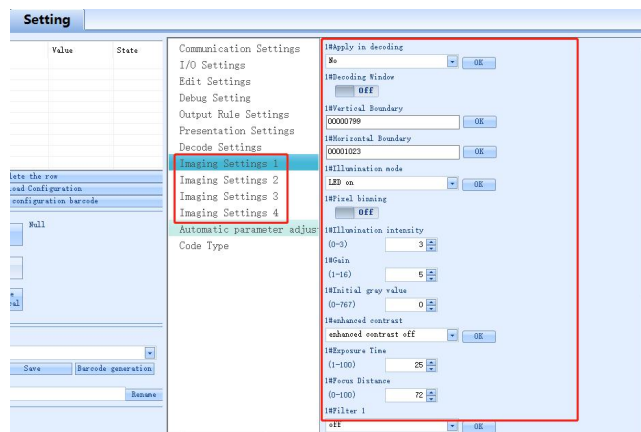 Setting
Value State
lete the row
oad Configuration
configuration barcode
Null
al
Save Barcode generation
Rename
Communication Settings
I/O Settings
Edit Settings
Debug Setting
Output Rule Settings
Presentation Settings
Decode Settings
Imaging Settings 1
Imaging Settings 2
Imaging Settings 3
Imaging Settings 4
Automatic parameter adjus
Code Type
1#Apply in decoding
No OK
1#Decoding Window
Off
1#Vertical Boundary
00000799 OK
1#Horizontal Boundary
00001023 OK
1#Illumination mode
LED on OK
1#Pixel binning
Off
1#Illumination intensity
(0-3) 3
1#Gain
(1-16) 5
1#Initial gray value
(0-767) 0
1#enhanced contrast
enhanced contrast off OK
1#Exposure Time
(1-100) 25
1#Focus Distance
(0-100) 72
1#Filter 1
off OK